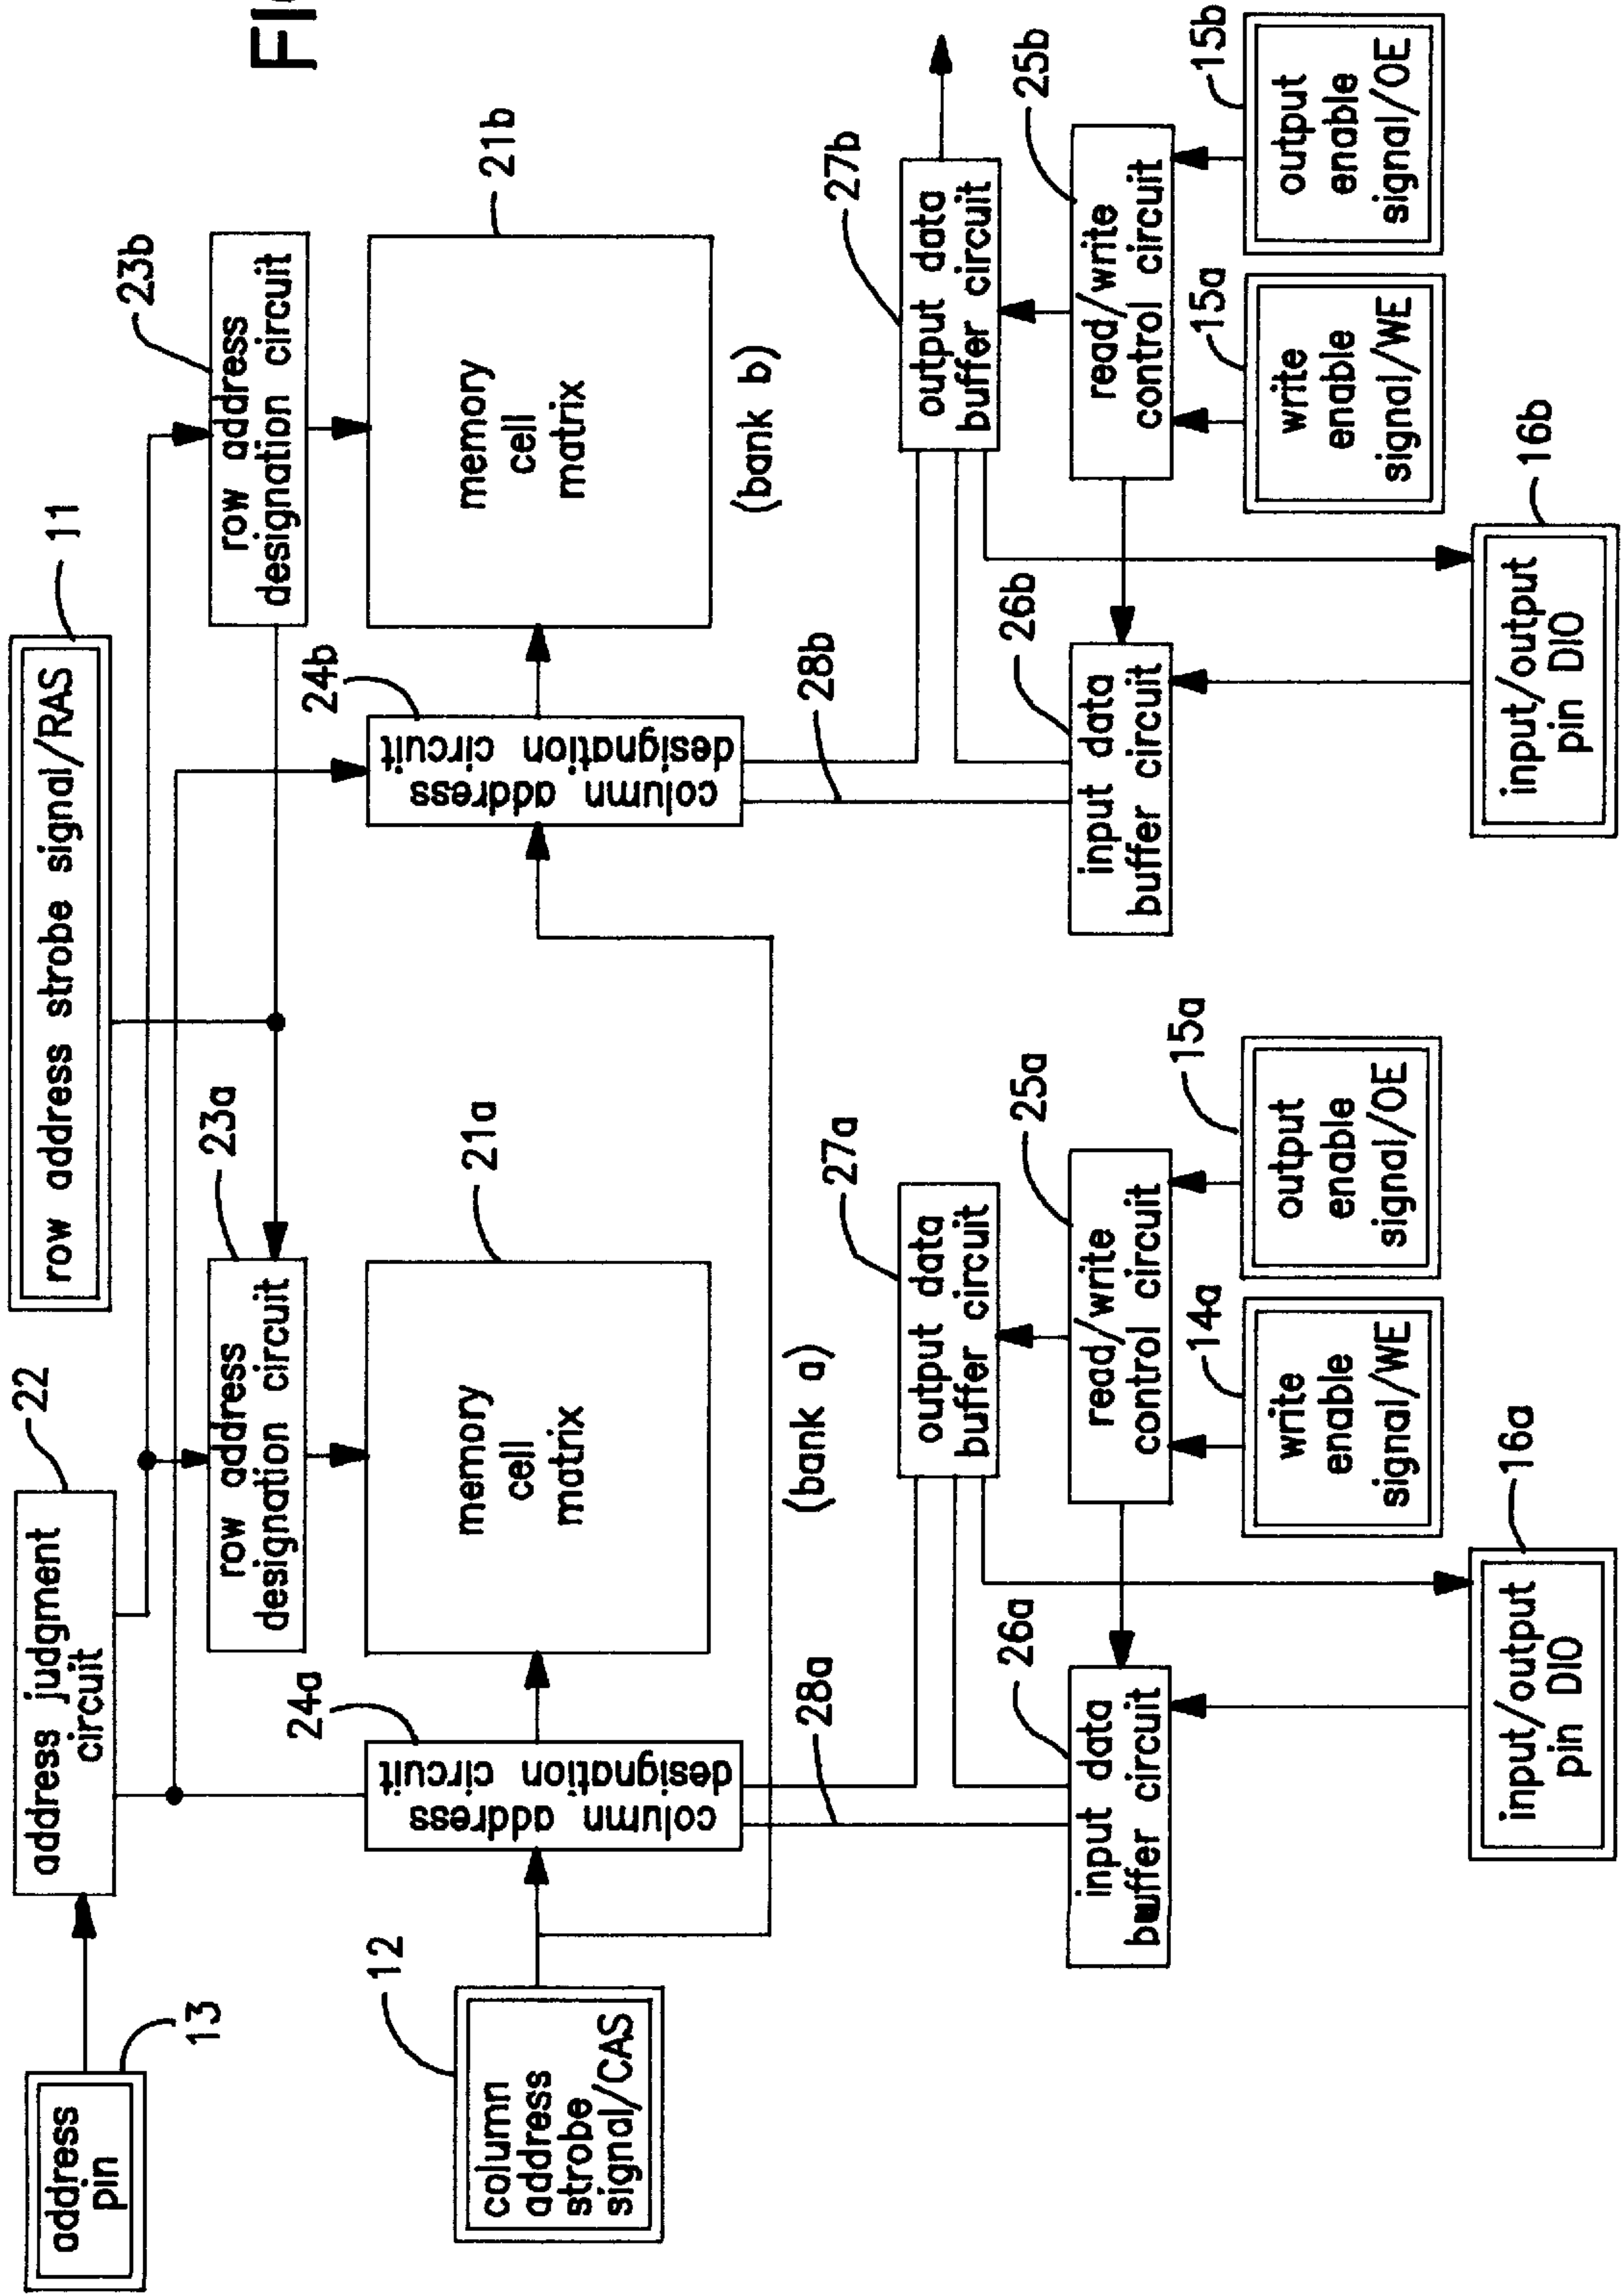 FI
address
pin
13
address judgment
circuit
22
row address strobe signal/RAS
11
row address
designation circuit
23a
row address
designation circuit
23b
column
address
strobe
signal/CAS
12
column address
designation circuit
24a
memory
cell
matrix
21a
(bank a)
column address
designation circuit
24b
memory
cell
matrix
21b
(bank b)
28a
output data
buffer circuit
27a
28b
output data
buffer circuit
27b
input data
buffer circuit
26a
read/write
control circuit
25a
input data
buffer circuit
26b
read/write
control circuit
25b
write
enable
signal/WE
14a
output
enable
signal/OE
15a
write
enable
signal/WE
15a
output
enable
signal/OE
15b
input/output
pin DIO
16a
input/output
pin DIO
16b